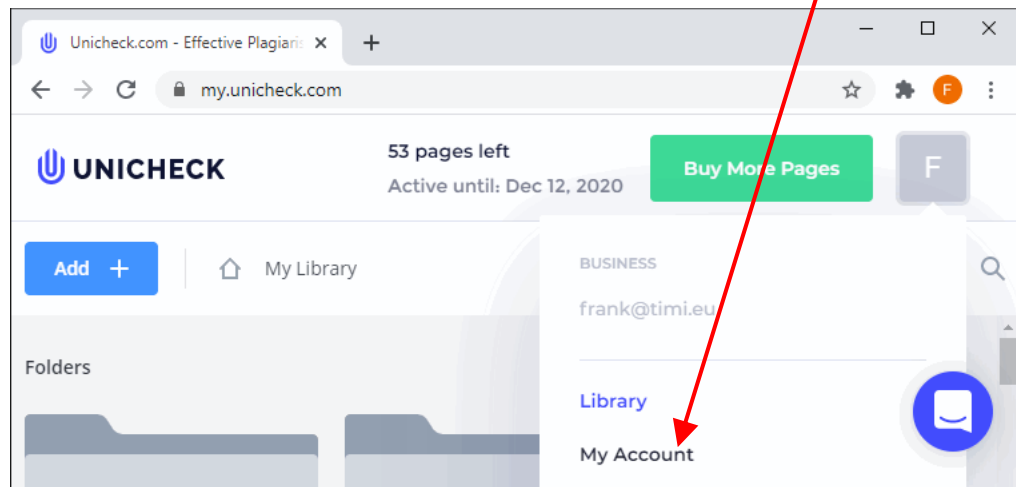 Unicheck.com - Effective Plagiaris
my.unicheck.com
F
UNICHECK
53 pages left
Active until: Dec 12, 2020
Buy More Pages
F
Add +
My Library
BUSINESS
frank@timi.eu
Folders
Library
My Account